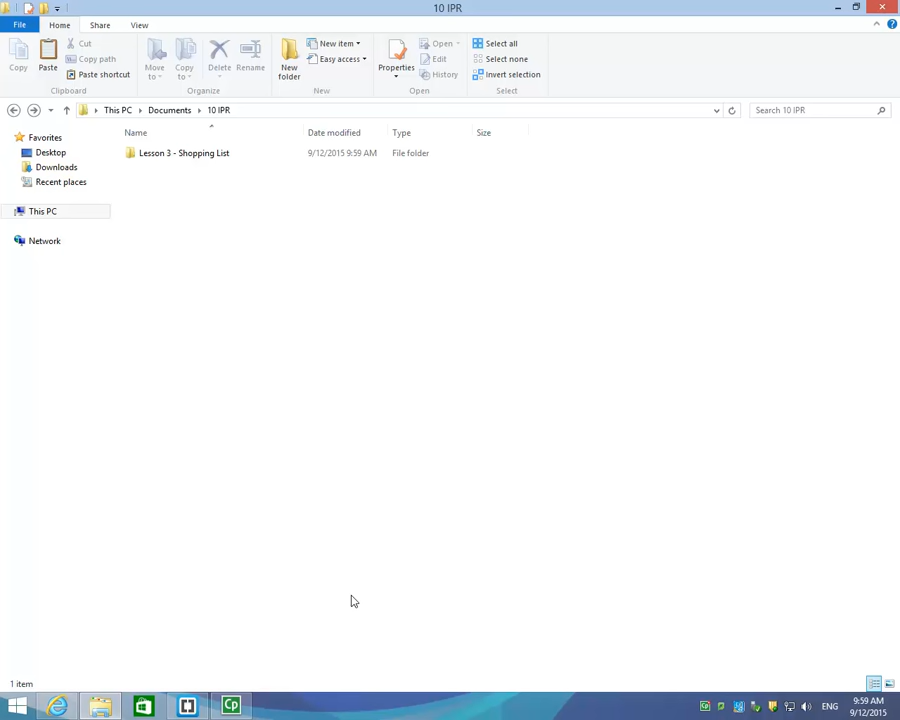 10 IPR
File Home Share View
Copy
Paste
Cut
Copy path
Paste shortcut
Clipboard
Move to
Copy to
Delete
Rename
Organize
New folder
New item
Easy access
New
Properties
Open
Edit
History
Open
Select all
Select none
Invert selection
Select
This PC Documents 10 IPR
Search 10 IPR
Name Date modified Type Size
Lesson 3 - Shopping List 9/12/2015 9:59 AM File folder
Favorites
Desktop
Downloads
Recent places
This PC
Network
1 item
Cp
ENG
9:59 AM
9/12/2015